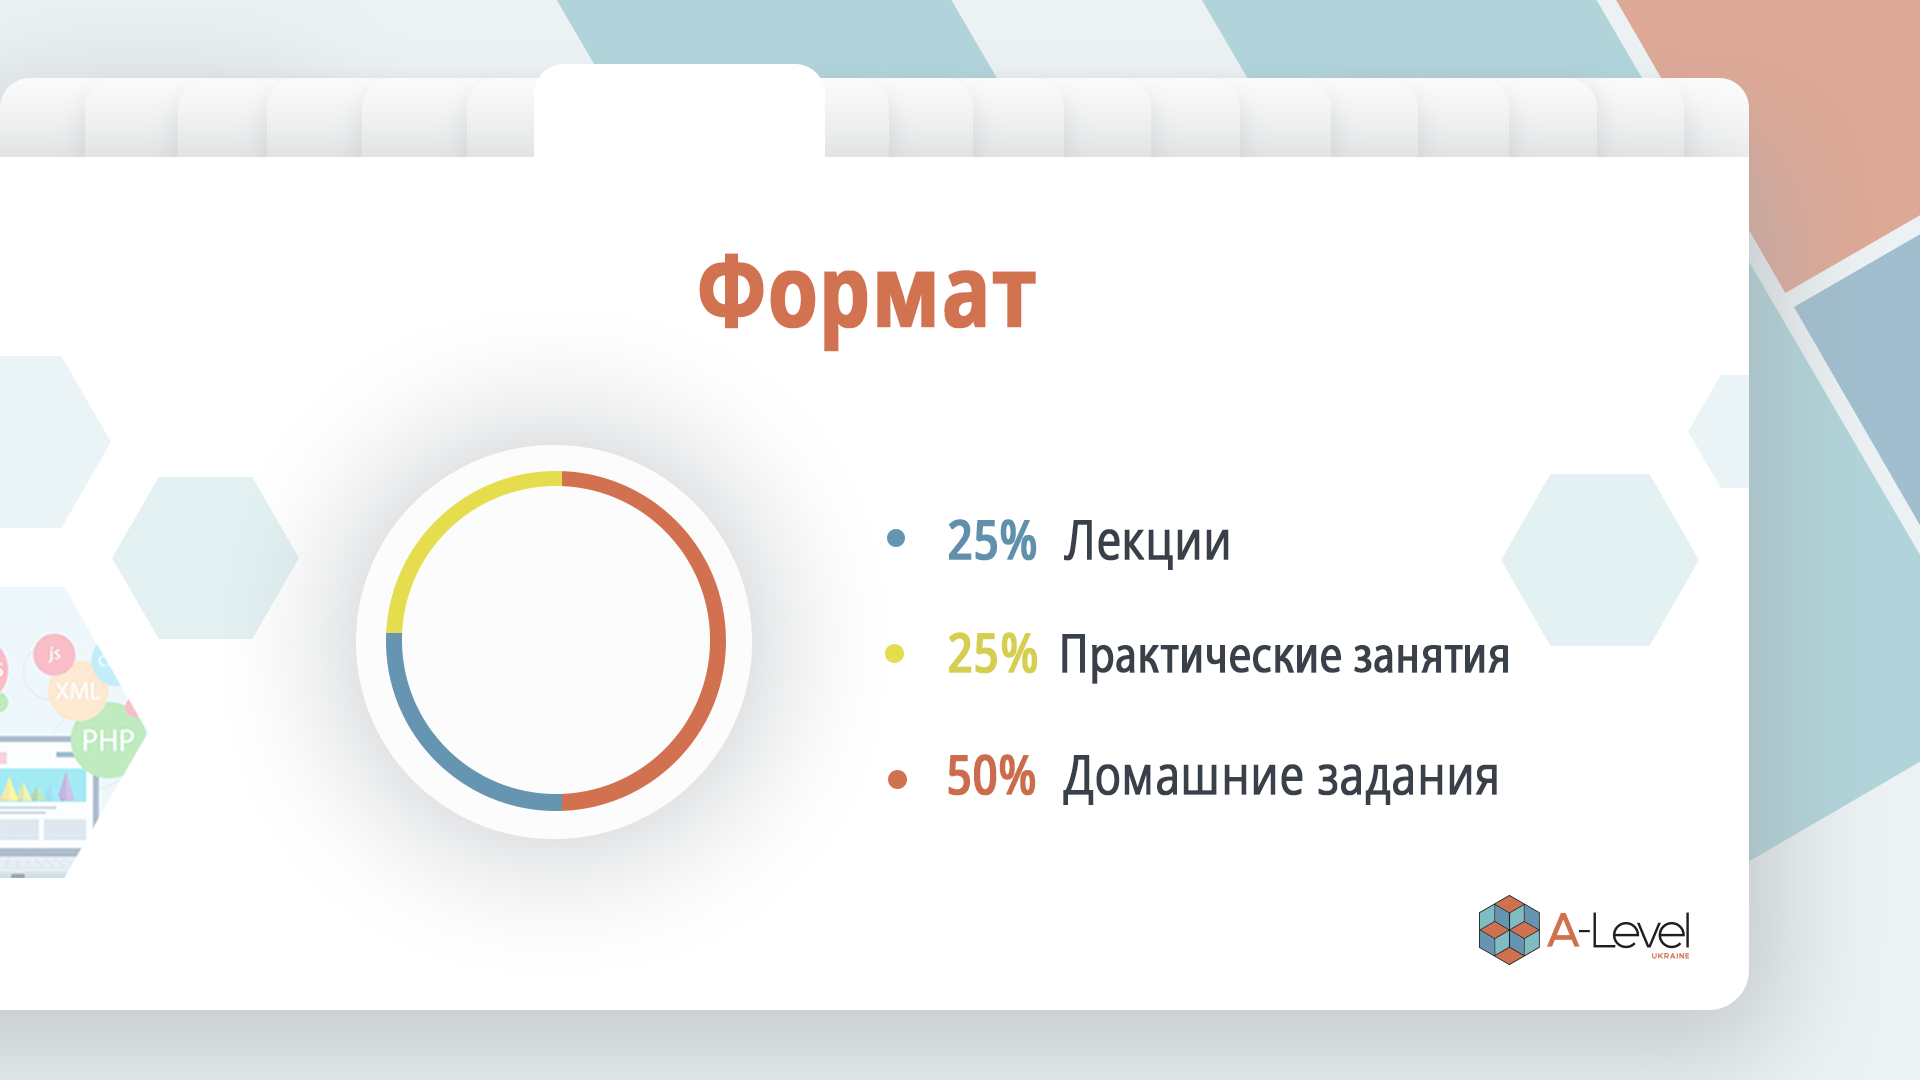 Формат
25% Лекции
25% Практические занятия
50% Домашние задания
js
XML
PHP
A-Level
UKRAINE